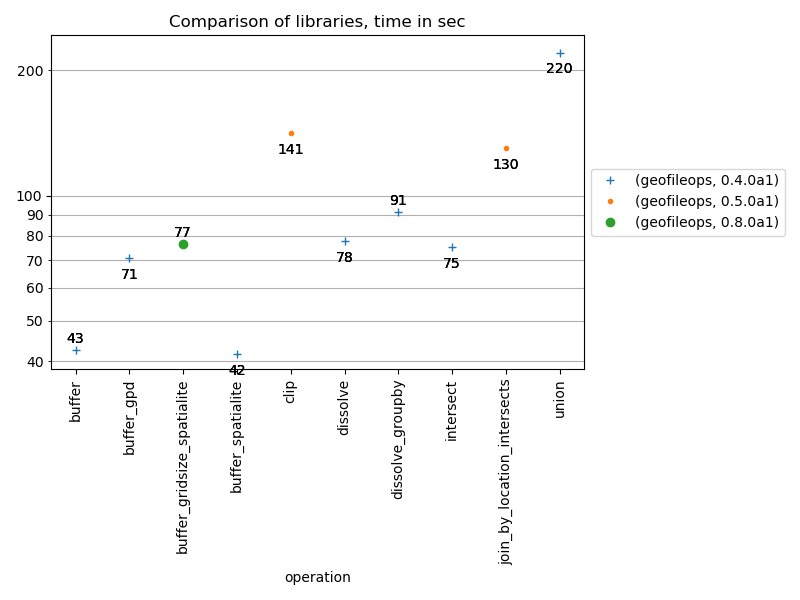 Comparison of libraries, time in sec
200
100
90
80
70
60
50
40
220
141
130
91
77
78
75
71
43
42
buffer
buffer_gpd
buffer_gridsize_spatialite
buffer_spatialite
clip
dissolve
dissolve_groupby
intersect
join_by_location_intersects
union
operation
(geofileops, 0.4.0a1)
(geofileops, 0.5.0a1)
(geofileops, 0.8.0a1)